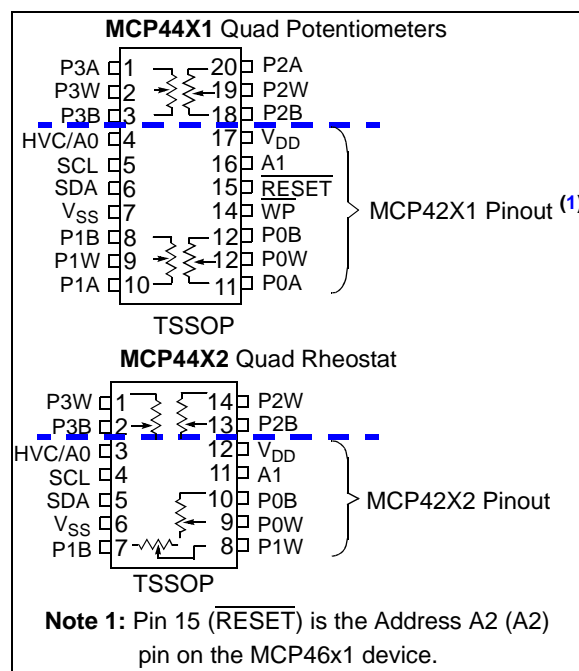 MCP44X1 Quad Potentiometers
P3A 1 20 P2A
P3W 2 19 P2W
P3B 3 18 P2B
HVC/A0 4 17 VDD
SCL 5 16 A1
SDA 6 15 RESET
VSS 7 14 WP
P1B 8 12 P0B
P1W 9 12 P0W
P1A 10 11 P0A
MCP42X1 Pinout (1)
TSSOP
MCP44X2 Quad Rheostat
P3W 1 14 P2W
P3B 2 13 P2B
HVC/A0 3 12 VDD
SCL 4 11 A1
SDA 5 10 P0B
VSS 6 9 P0W
P1B 7 8 P1W
MCP42X2 Pinout
TSSOP
Note 1: Pin 15 (RESET) is the Address A2 (A2)
pin on the MCP46x1 device.